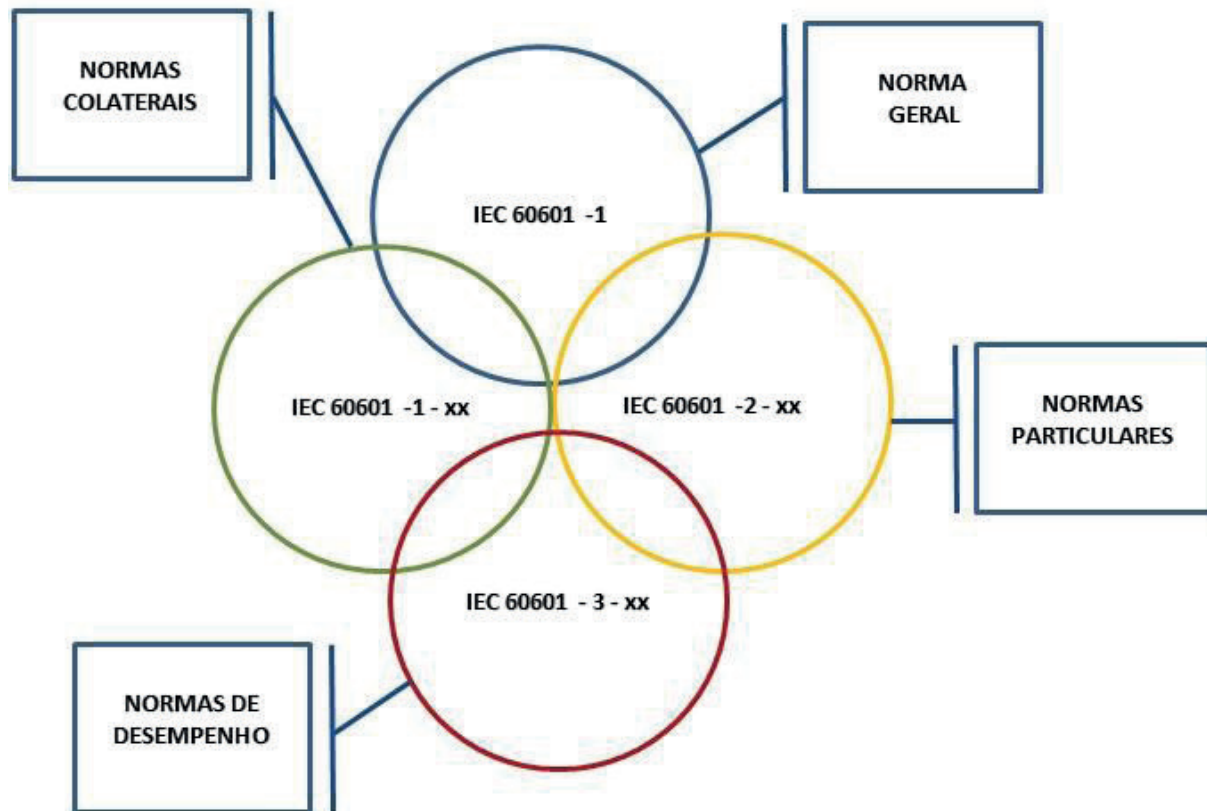 NORMAS
COLATERAIS
NORMA
GERAL
IEC 60601 -1
IEC 60601 -1 - xx
IEC 60601 -2 - xx
NORMAS
PARTICULARES
IEC 60601 - 3 - xx
NORMAS DE
DESEMPENHO